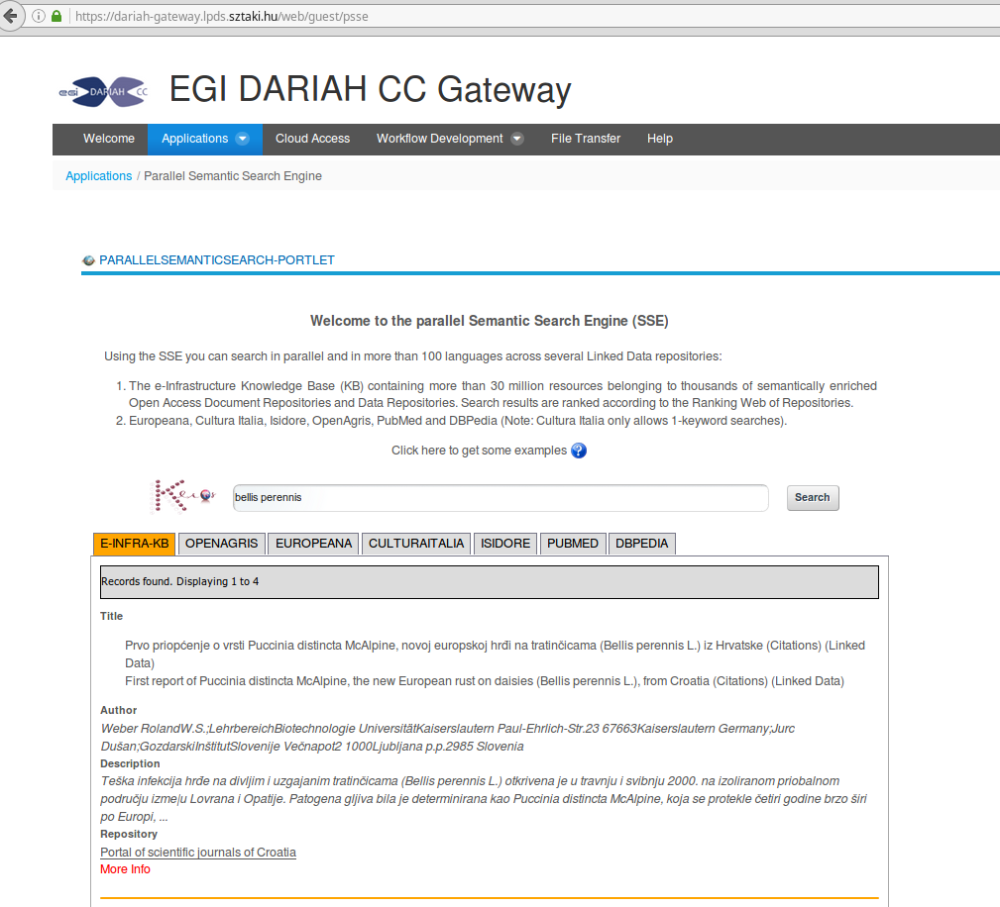 https://dariah-gateway.lpds.sztaki.hu/web/guest/psse
egi DARIAH CC
EGI DARIAH CC Gateway
Welcome Applications Cloud Access Workflow Development File Transfer Help
Applications / Parallel Semantic Search Engine
PARALLELSEMANTICSEARCH-PORTLET
Welcome to the parallel Semantic Search Engine (SSE)
Using the SSE you can search in parallel and in more than 100 languages across several Linked Data repositories:
1. The e-Infrastructure Knowledge Base (KB) containing more than 30 million resources belonging to thousands of semantically enriched
Open Access Document Repositories and Data Repositories. Search results are ranked according to the Ranking Web of Repositories.
2. Europeana, Cultura Italia, Isidore, OpenAgris, PubMed and DBPedia (Note: Cultura Italia only allows 1-keyword searches).
Click here to get some examples ?
bellis perennis Search
E-INFRA-KB OPENAGRIS EUROPEANA CULTURAITALIA ISIDORE PUBMED DBPEDIA
Records found. Displaying 1 to 4
Title
Prvo priopćenje o vrsti Puccinia distincta McAlpine, novoj europskoj hrđi na tratinčicama (Bellis perennis L.) iz Hrvatske (Citations) (Linked
Data)
First report of Puccinia distincta McAlpine, the new European rust on daisies (Bellis perennis L.), from Croatia (Citations) (Linked Data)
Author
Weber RolandW.S.;LehrbereichBiotechnologie UniversitätKaiserslautern Paul-Ehrlich-Str.23 67663Kaiserslautern Germany;Jurc
Dušan;GozdarskiInštitutSlovenije Večnapot2 1000Ljubljana p.p.2985 Slovenia
Description
Teška infekcija hrđe na divljim i uzgajanim tratinčicama (Bellis perennis L.) otkrivena je u travnju i svibnju 2000. na izoliranom priobalnom
području izmeju Lovrana i Opatije. Patogena gljiva bila je determinirana kao Puccinia distincta McAlpine, koja se protekle četiri godine brzo širi
po Europi, ...
Repository
Portal of scientific journals of Croatia
More Info